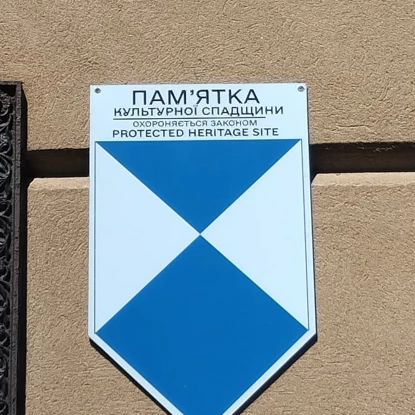 ПАМ'ЯТКА
КУЛЬТУРНОЇ СПАДЩИНИ
ОХОРОНЯЄТЬСЯ ЗАКОНОМ
PROTECTED HERITAGE SITE